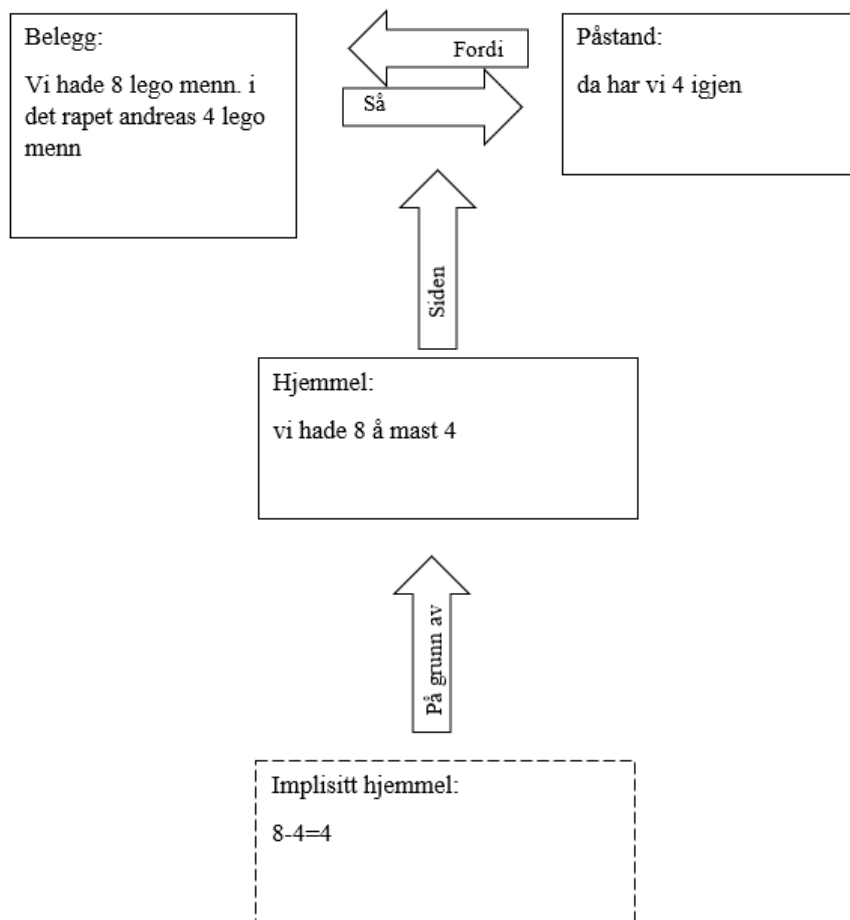 Belegg:
Vi hade 8 lego menn. i
det rapet andreas 4 lego
menn
Fordi
Så
Påstand:
da har vi 4 igjen
Siden
Hjemmel:
vi hade 8 å mast 4
På grunn av
Implisitt hjemmel:
8-4=4